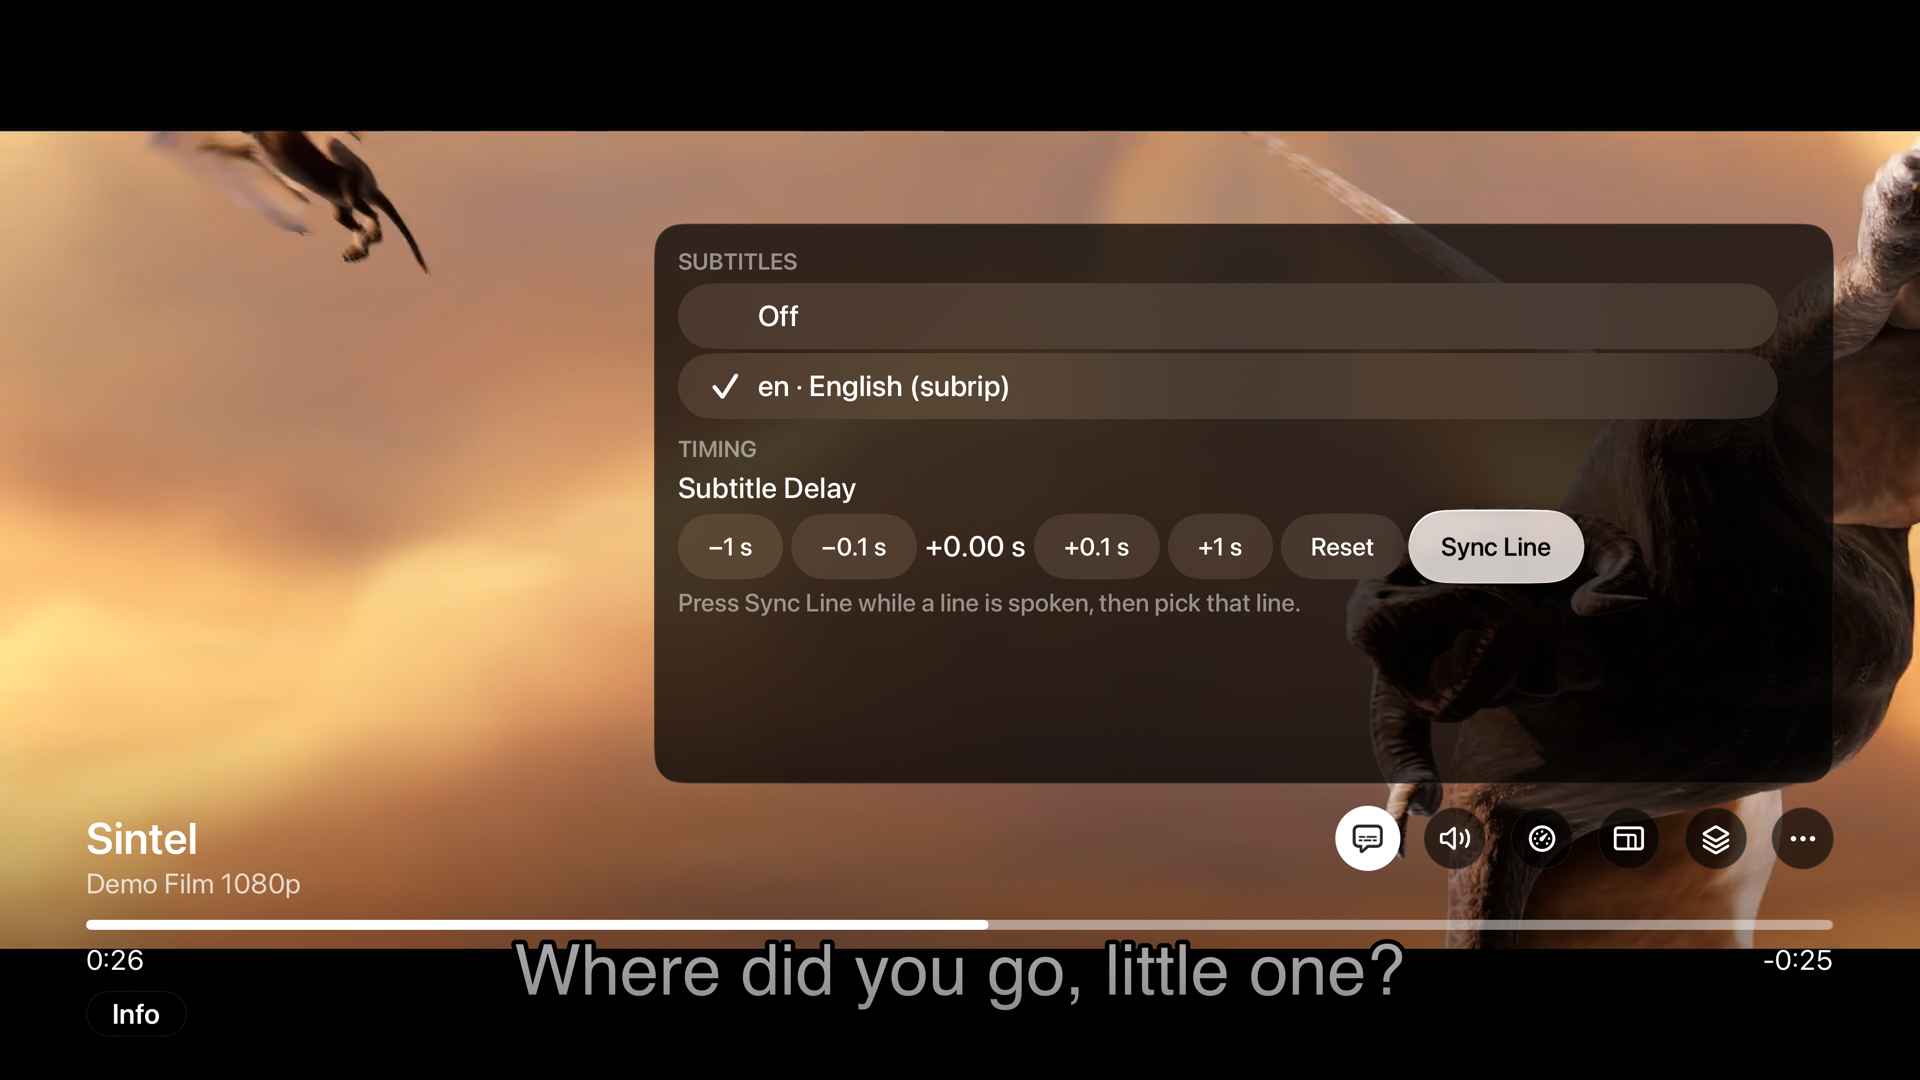 SUBTITLES
Off
en · English (subrip)
TIMING
Subtitle Delay
–1 s –0.1 s +0.00 s +0.1 s +1 s Reset Sync Line
Press Sync Line while a line is spoken, then pick that line.
Sintel
Demo Film 1080p
0:26 -0:25
Where did you go, little one?
Info